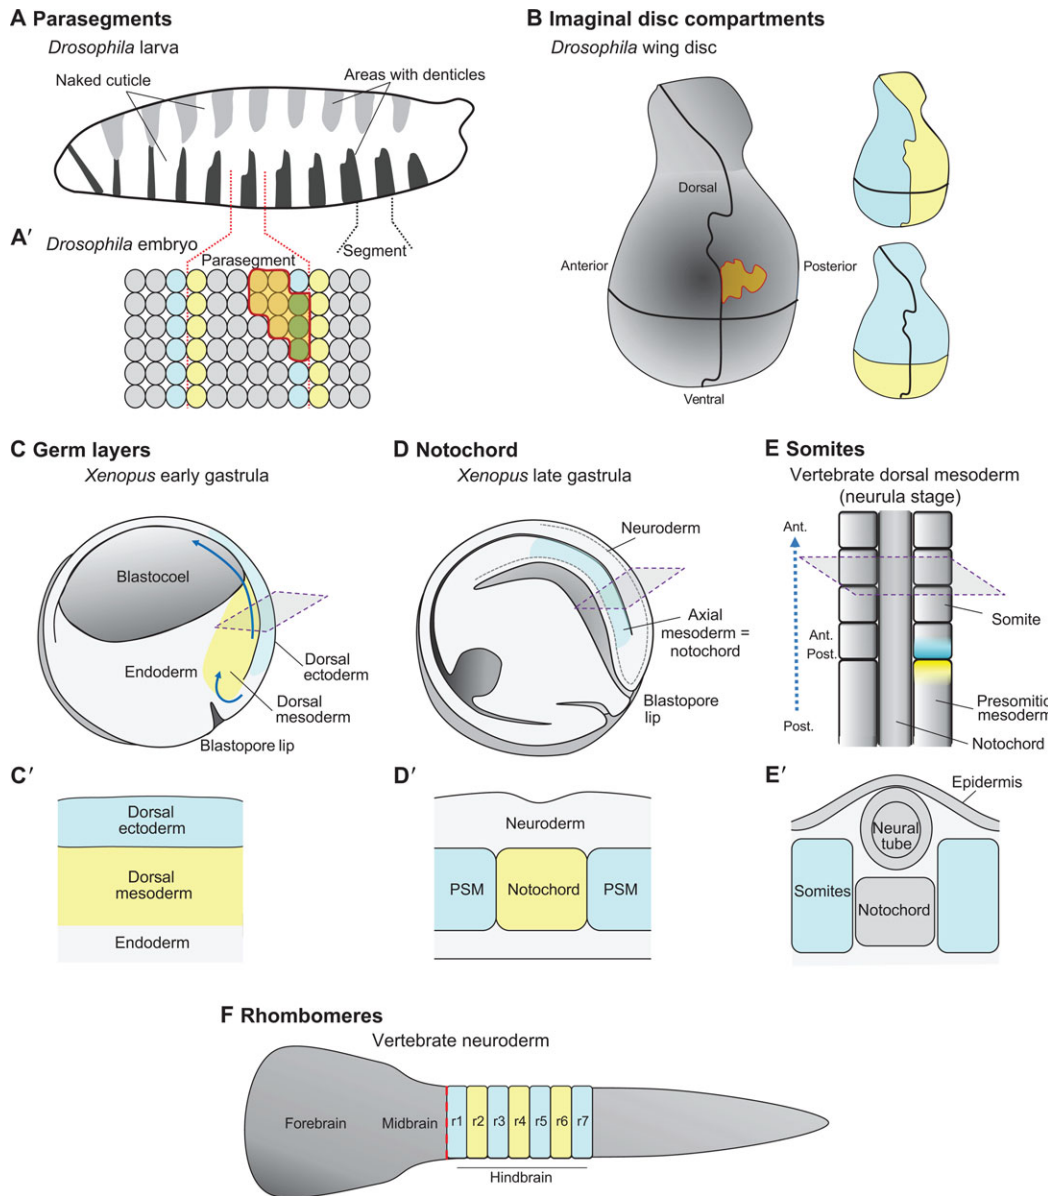 A Parasegments
Drosophila larva
Naked cuticle
Areas with denticles
A′
Drosophila embryo
Parasegment
Segment
B Imaginal disc compartments
Drosophila wing disc
Dorsal
Anterior
Posterior
Ventral
C Germ layers
Xenopus early gastrula
Blastocoel
Endoderm
Dorsal
ectoderm
Dorsal
mesoderm
Blastopore lip
C′
Dorsal
ectoderm
Dorsal
mesoderm
Endoderm
D Notochord
Xenopus late gastrula
Neuroderm
Axial
mesoderm =
notochord
Blastopore
lip
D′
Neuroderm
PSM
Notochord
PSM
E Somites
Vertebrate dorsal mesoderm
(neurula stage)
Ant.
Somite
Ant.
Post.
Presomitic
mesoderm
Post.
Notochord
E′
Epidermis
Neural
tube
Somites
Notochord
F Rhombomeres
Vertebrate neuroderm
Forebrain
Midbrain
r1 r2 r3 r4 r5 r6 r7
Hindbrain